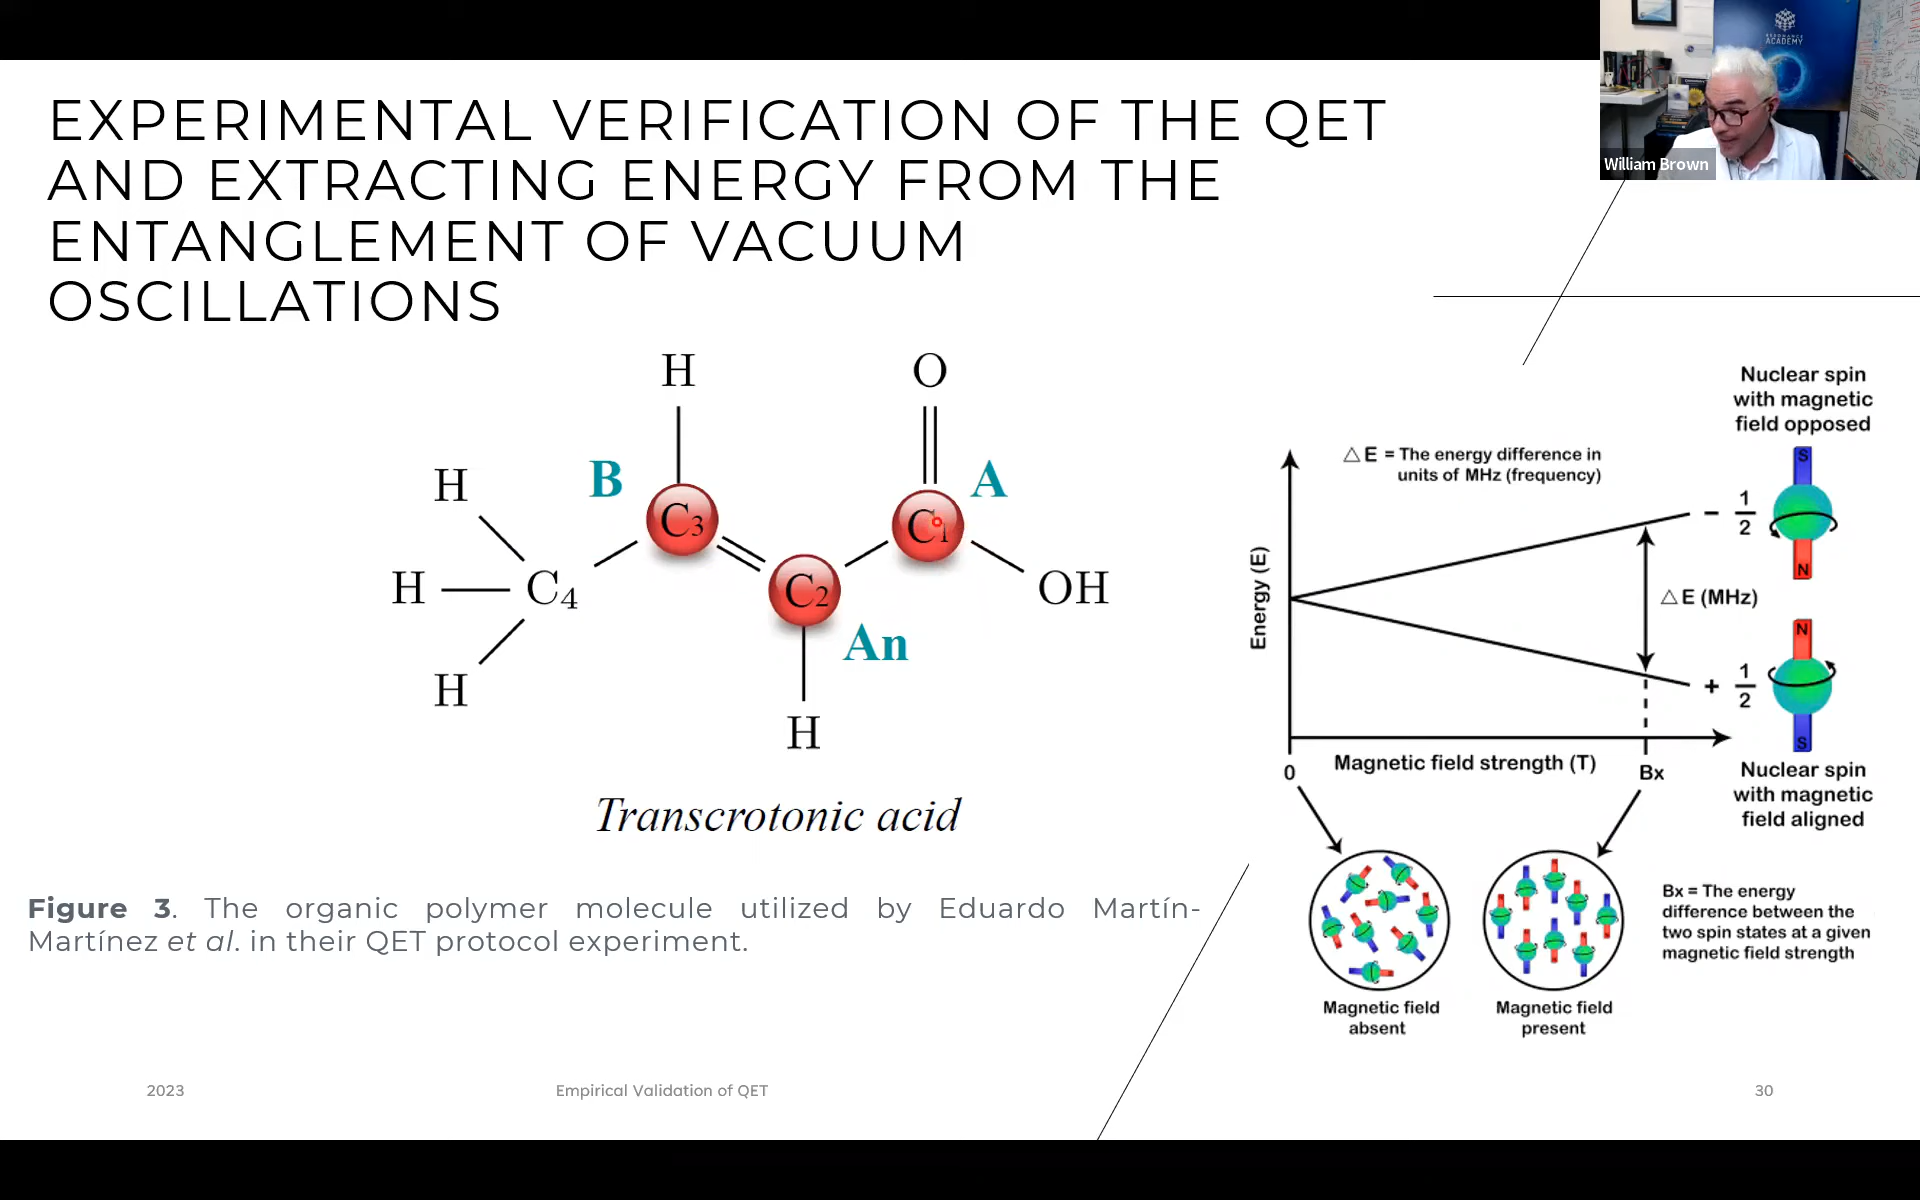 EXPERIMENTAL VERIFICATION OF THE QET
AND EXTRACTING ENERGY FROM THE
ENTANGLEMENT OF VACUUM
OSCILLATIONS
RESONANCE
ACADEMY
William Brown
H
O
B
A
H
C3
C1
H
C4
C2
OH
An
H
H
Transcrotonic acid
Figure 3. The organic polymer molecule utilized by Eduardo Martín-
Martínez et al. in their QET protocol experiment.
Nuclear spin
with magnetic
field opposed
△E = The energy difference in
units of MHz (frequency)
S
- 1/2
N
Energy (E)
△E (MHz)
N
+ 1/2
S
0
Magnetic field strength (T)
Bx
Nuclear spin
with magnetic
field aligned
Bx = The energy
difference between the
two spin states at a given
magnetic field strength
Magnetic field
absent
Magnetic field
present
2023
Empirical Validation of QET
30